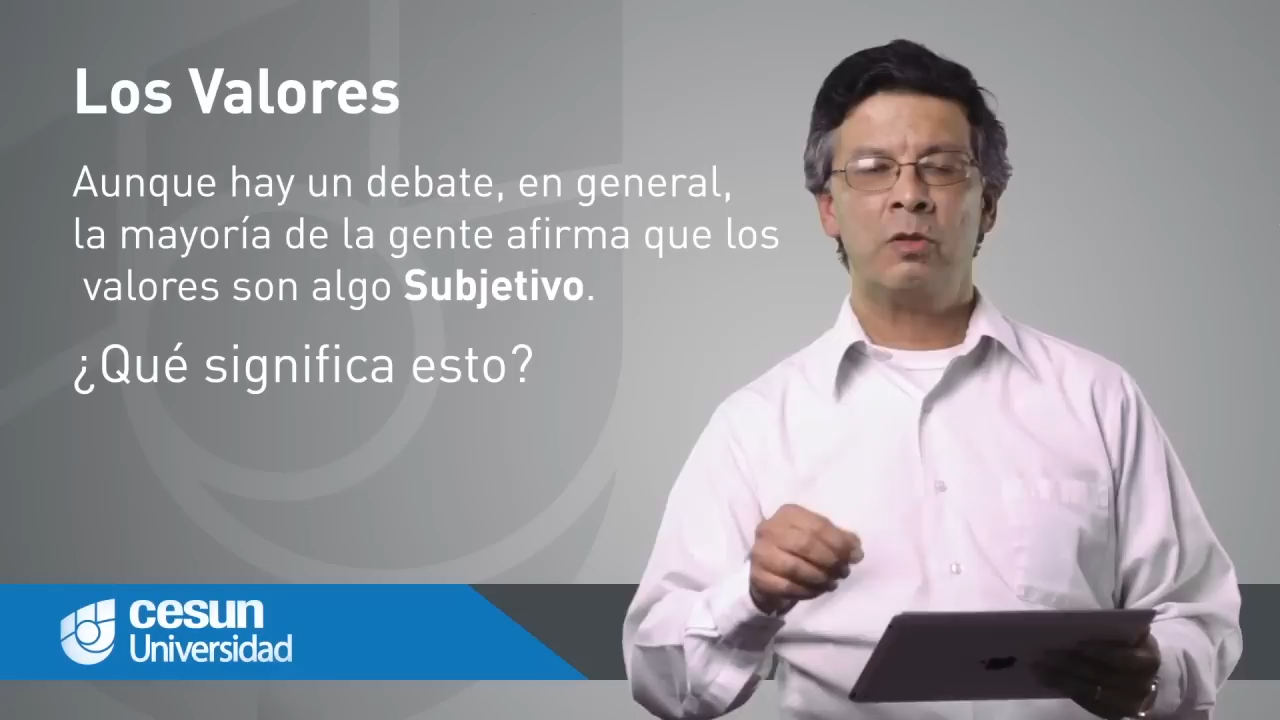 Los Valores
Aunque hay un debate, en general,
la mayoría de la gente afirma que los
valores son algo Subjetivo.
¿Qué significa esto?
cesun
Universidad